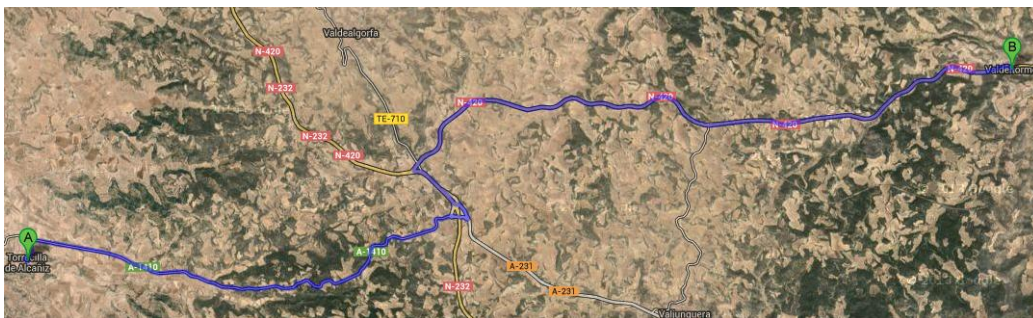 Valdealgorfa
N-420
N-232
TE-710
N-232
N-420
N-420
N-420
N-420
N-420
B
A
Torrecilla
de Alcañiz
A-1410
A-1410
A-231
A-231
N-232
Valjunquera